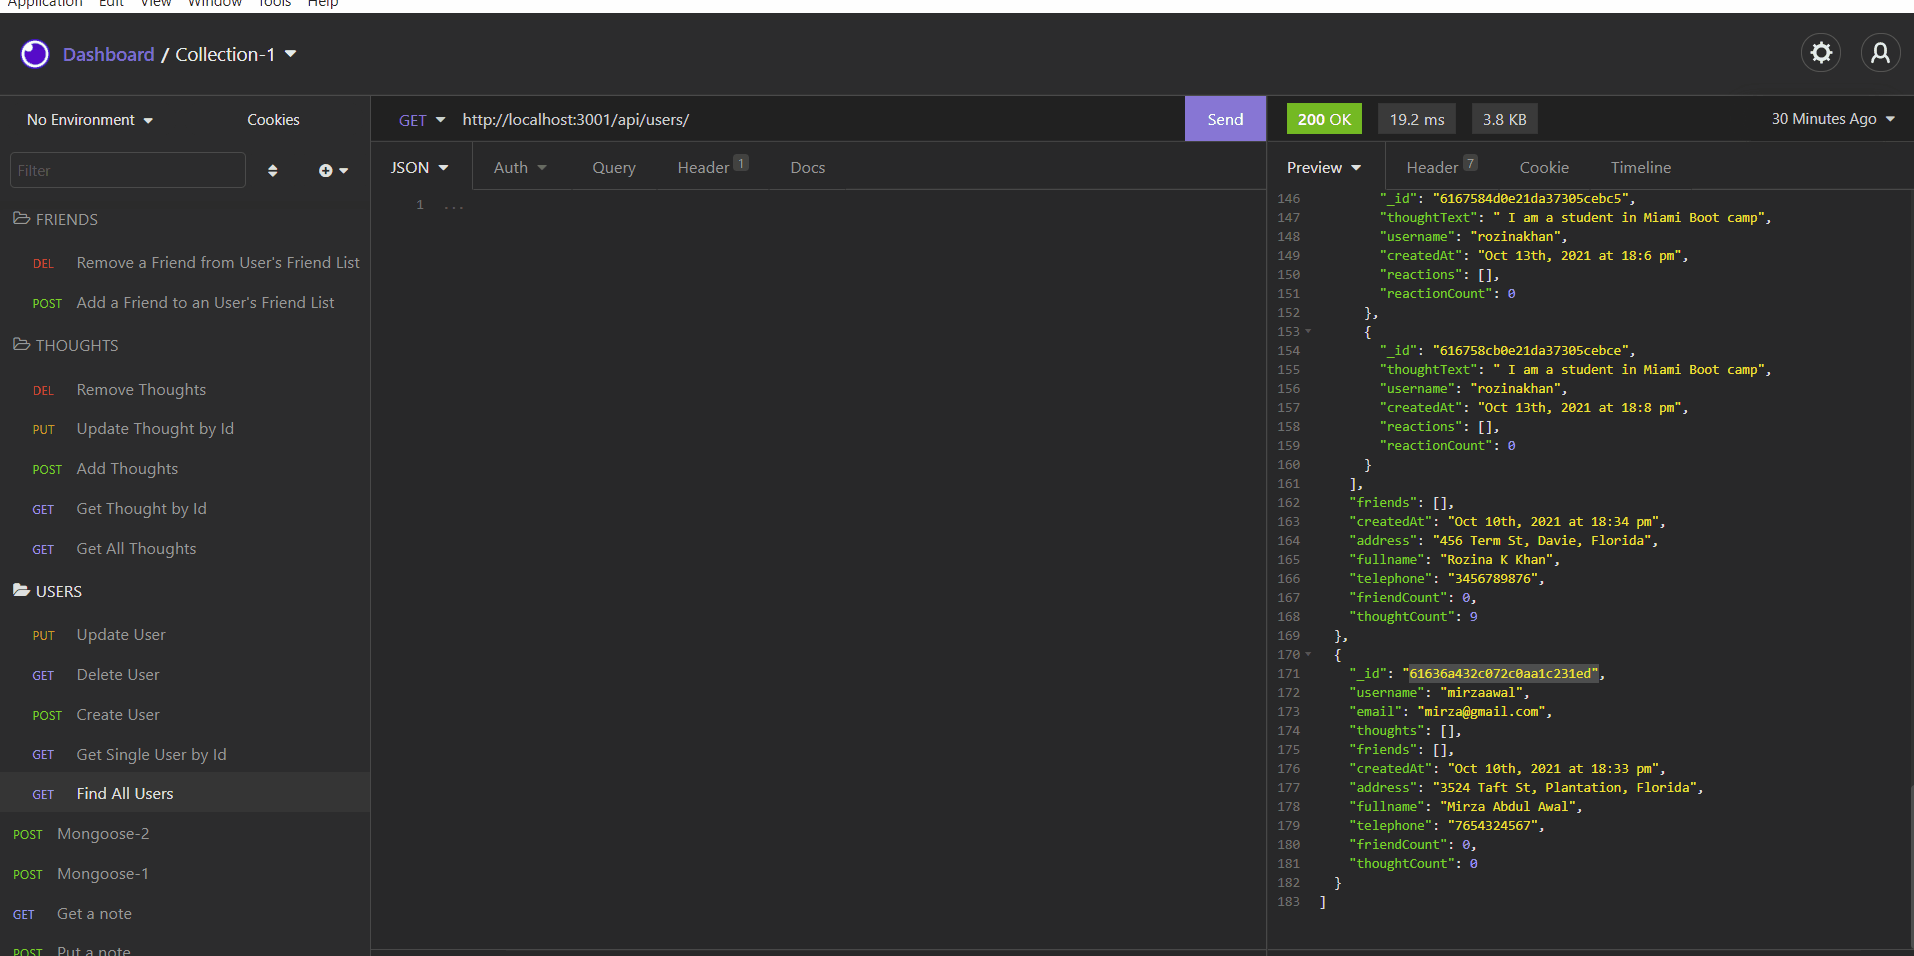 Application Edit View Window Tools Help
Dashboard / Collection-1
No Environment Cookies
GET http://localhost:3001/api/users/ Send
200 OK 19.2 ms 3.8 KB 30 Minutes Ago
Filter
JSON Auth Query Header 1 Docs
Preview Header 7 Cookie Timeline
FRIENDS
DEL Remove a Friend from User's Friend List
POST Add a Friend to an User's Friend List
THOUGHTS
DEL Remove Thoughts
PUT Update Thought by Id
POST Add Thoughts
GET Get Thought by Id
GET Get All Thoughts
USERS
PUT Update User
GET Delete User
POST Create User
GET Get Single User by Id
GET Find All Users
POST Mongoose-2
POST Mongoose-1
GET Get a note
POST Put a note
1 ...
146 "_id": "6167584d0e21da37305cebc5",
147 "thoughtText": " I am a student in Miami Boot camp",
148 "username": "rozinakhan",
149 "createdAt": "Oct 13th, 2021 at 18:6 pm",
150 "reactions": [],
151 "reactionCount": 0
152 },
153 {
154 "_id": "616758cb0e21da37305cebce",
155 "thoughtText": " I am a student in Miami Boot camp",
156 "username": "rozinakhan",
157 "createdAt": "Oct 13th, 2021 at 18:8 pm",
158 "reactions": [],
159 "reactionCount": 0
160 }
161 ],
162 "friends": [],
163 "createdAt": "Oct 10th, 2021 at 18:34 pm",
164 "address": "456 Term St, Davie, Florida",
165 "fullname": "Rozina K Khan",
166 "telephone": "3456789876",
167 "friendCount": 0,
168 "thoughtCount": 9
169 },
170 {
171 "_id": "61636a432c072c0aa1c231ed",
172 "username": "mirzaawal",
173 "email": "mirza@gmail.com",
174 "thoughts": [],
175 "friends": [],
176 "createdAt": "Oct 10th, 2021 at 18:33 pm",
177 "address": "3524 Taft St, Plantation, Florida",
178 "fullname": "Mirza Abdul Awal",
179 "telephone": "7654324567",
180 "friendCount": 0,
181 "thoughtCount": 0
182 }
183 ]